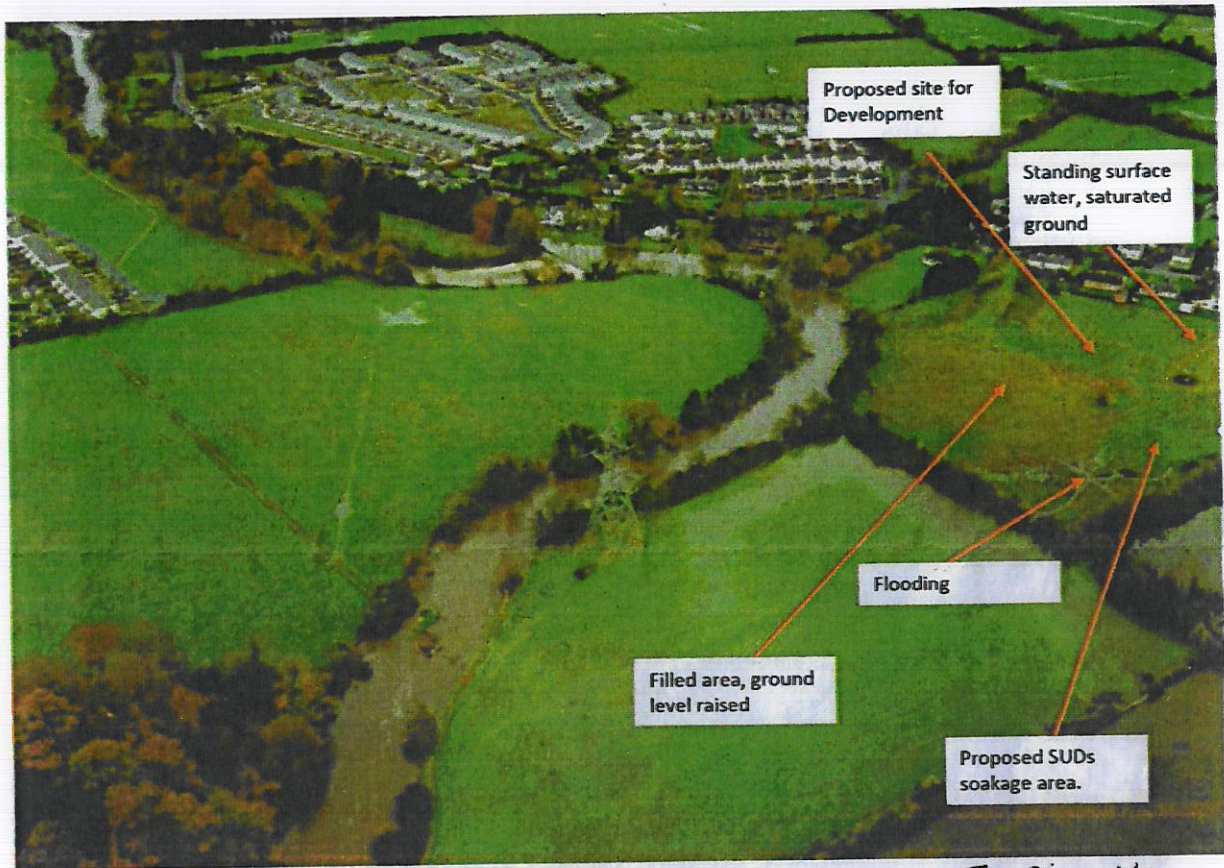 Proposed site for
Development
Standing surface
water, saturated
ground
Flooding
Filled area, ground
level raised
Proposed SUDs
soakage area.